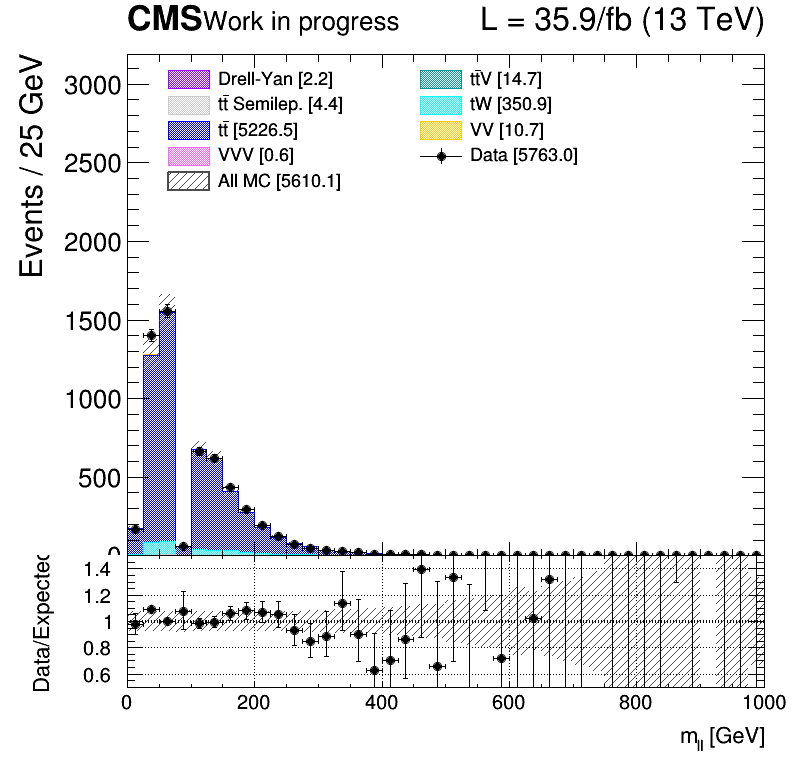 CMS Work in progress L = 35.9/fb (13 TeV)
Events / 25 GeV
3000
2500
2000
1500
1000
500
0
Drell-Yan [2.2]
tt̄ Semilep. [4.4]
tt̄ [5226.5]
VVV [0.6]
All MC [5610.1]
tt̄V [14.7]
tW [350.9]
VV [10.7]
Data [5763.0]
Data/Expected
1.4
1.2
1
0.8
0.6
0 200 400 600 800 1000
m_ll [GeV]